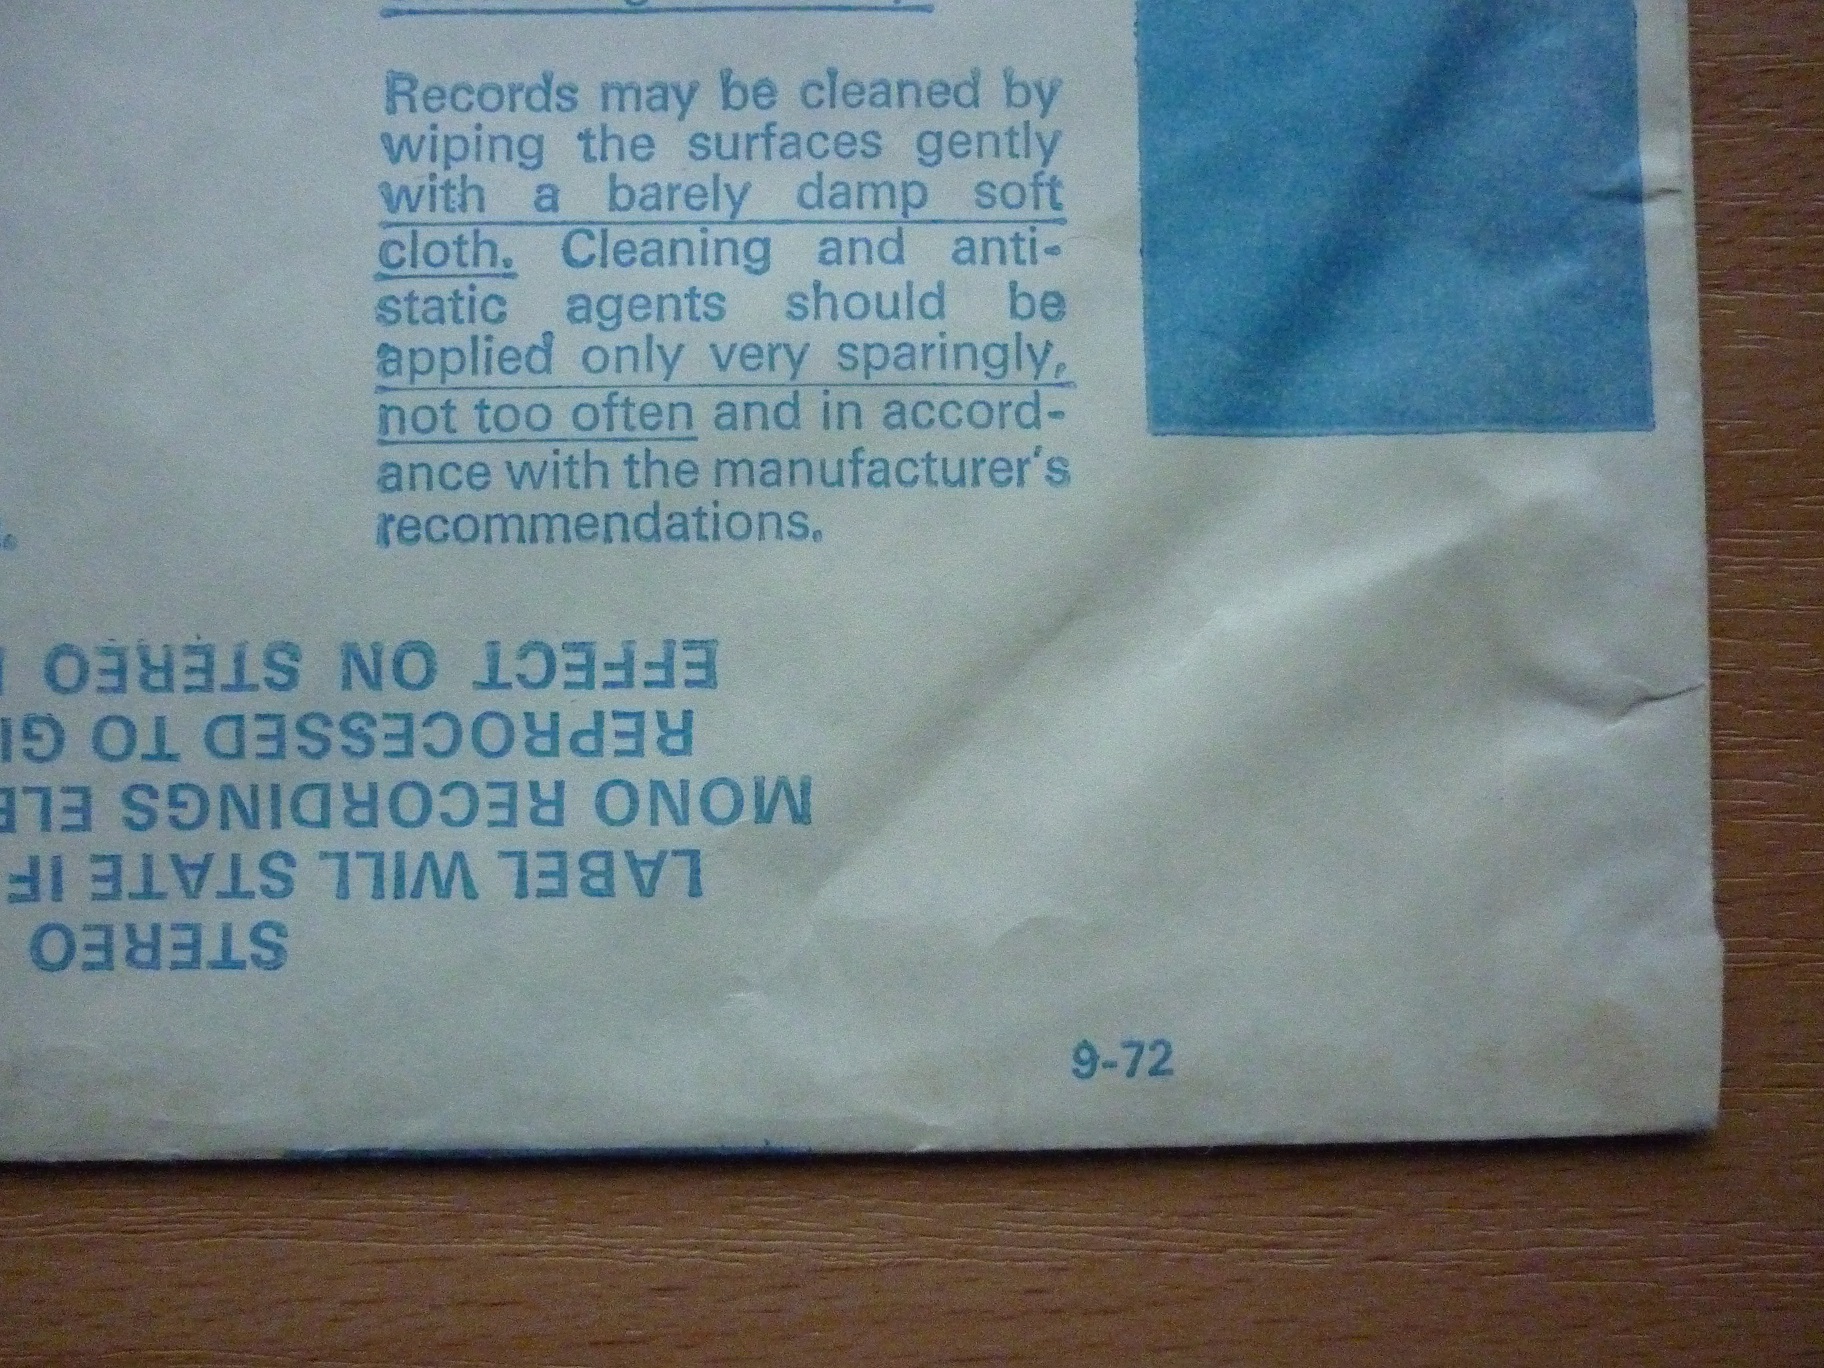 Records may be cleaned by
wiping the surfaces gently
with a barely damp soft
cloth. Cleaning and anti-
static agents should be
applied only very sparingly,
not too often and in accord-
ance with the manufacturer's
recommendations.
STEREO
LABEL WILL STATE IF
MONO RECORDINGS
REPROCESSED TO
EFFECT ON STEREO
9-72